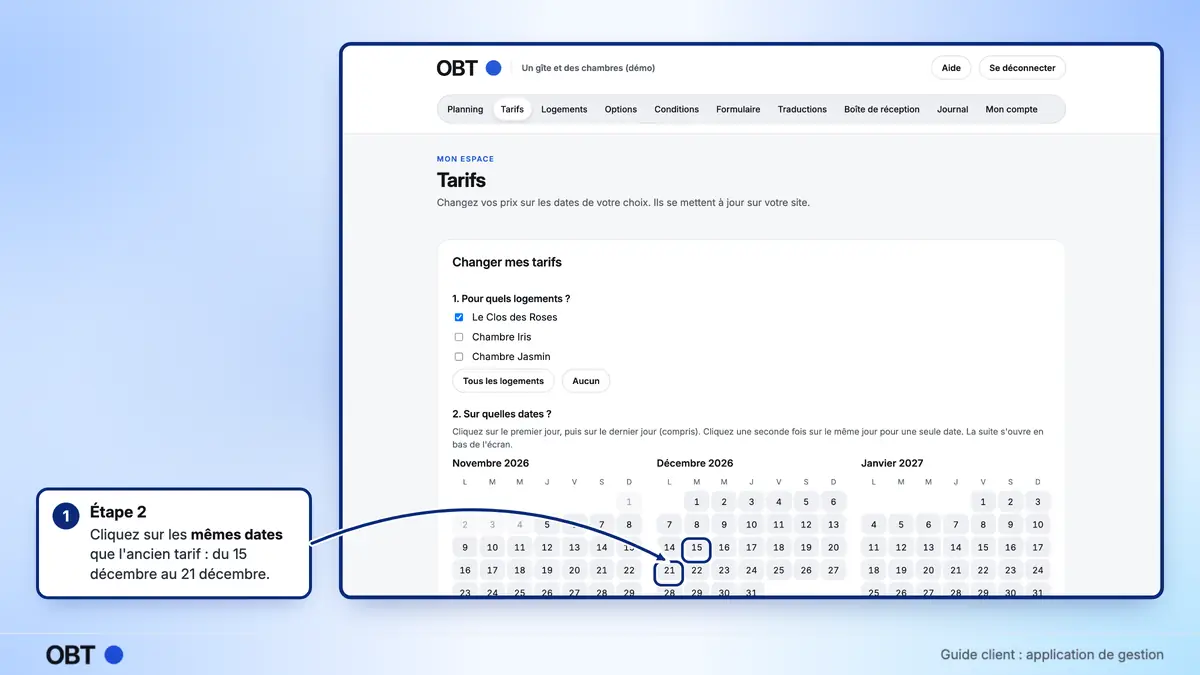 OBT
Un gîte et des chambres (démo)
Aide
Se déconnecter
Planning
Tarifs
Logements
Options
Conditions
Formulaire
Traductions
Boîte de réception
Journal
Mon compte
MON ESPACE
Tarifs
Changez vos prix sur les dates de votre choix. Ils se mettent à jour sur votre site.
Changer mes tarifs
1. Pour quels logements ?
Le Clos des Roses
Chambre Iris
Chambre Jasmin
Tous les logements
Aucun
2. Sur quelles dates ?
Cliquez sur le premier jour, puis sur le dernier jour (compris). Cliquez une seconde fois sur le même jour pour une seule date. La suite s'ouvre en
bas de l'écran.
Novembre 2026
L M M J V S D
1
2 3 4 5 7 8
9 10 11 12 13 14
16 17 18 19 20 21 22
23 24 25 26 27 28 29
Décembre 2026
L M M J V S D
1 2 3 4 5 6
7 8 9 10 11 12 13
14 15 16 17 18 19 20
21 22 23 24 25 26 27
28 29 30 31
Janvier 2027
L M M J V S D
1 2 3
4 5 6 7 8 9 10
11 12 13 14 15 16 17
18 19 20 21 22 23 24
25 26 27 28 29 30 31
1
Étape 2
Cliquez sur les mêmes dates
que l'ancien tarif : du 15
décembre au 21 décembre.
OBT
Guide client : application de gestion